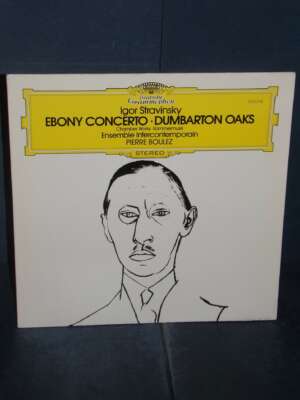 Deutsche
Grammophon
Igor Stravinsky
EBONY CONCERTO · DUMBARTON OAKS
Chamber Works · Kammermusik
Ensemble Intercontemporain
PIERRE BOULEZ
STEREO